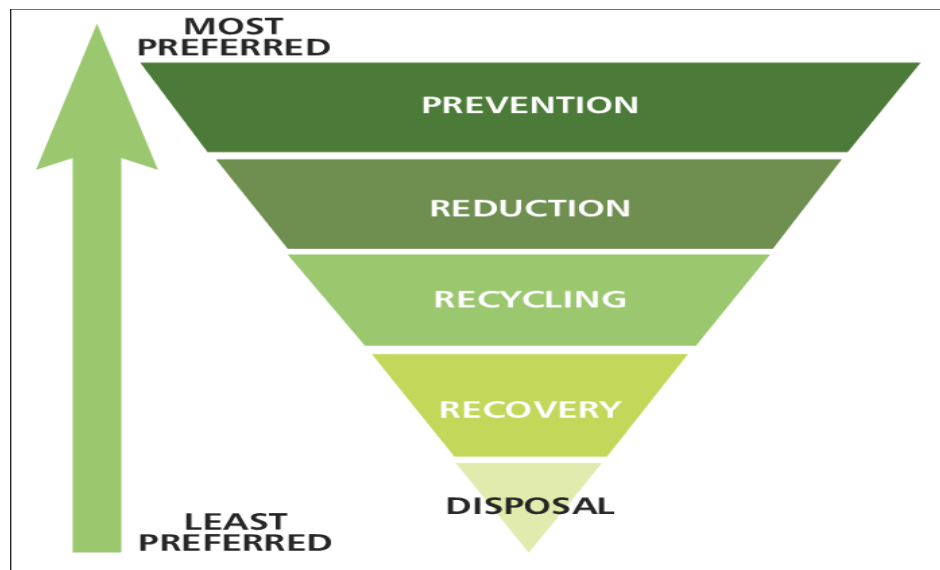 MOST
PREFERRED
PREVENTION
REDUCTION
RECYCLING
RECOVERY
DISPOSAL
LEAST
PREFERRED